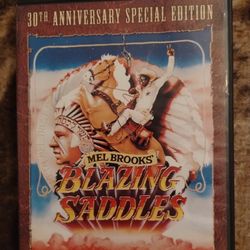 30TH ANNIVERSARY SPECIAL EDITION
MEL BROOKS'
BLAZING
SADDLES